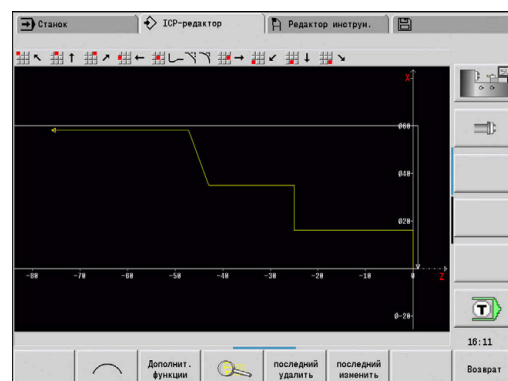 Станок
ICP-редактор
Редактор инструм.
X
Ø60
Ø40
Ø20
-80 -70 -60 -50 -40 -30 -20 -10 0 Z
Ø-20
T
16:11
Дополнит.
функции
последний
удалить
последний
изменить
Возврат